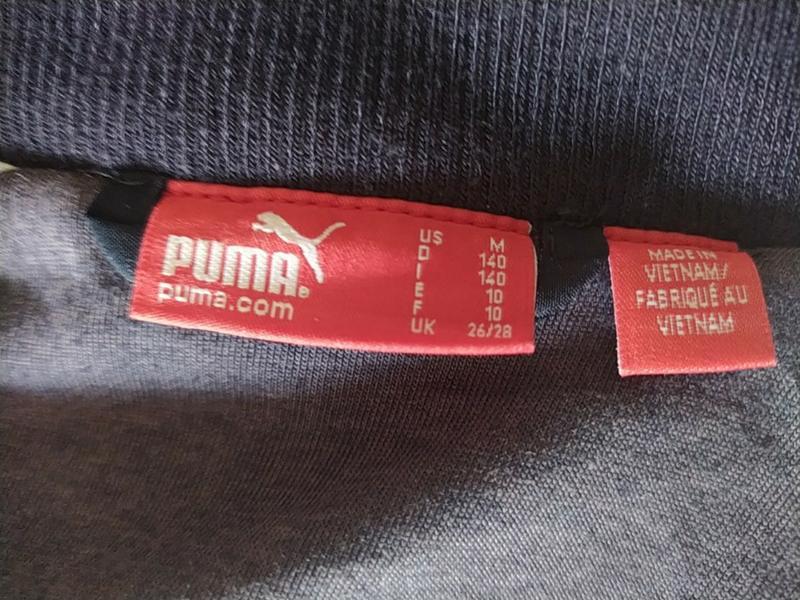 PUMA®
puma.com
US M
D 140
I 140
E 10
F 10
UK 26/28
MADE IN
VIETNAM/
FABRIQUÉ AU
VIETNAM